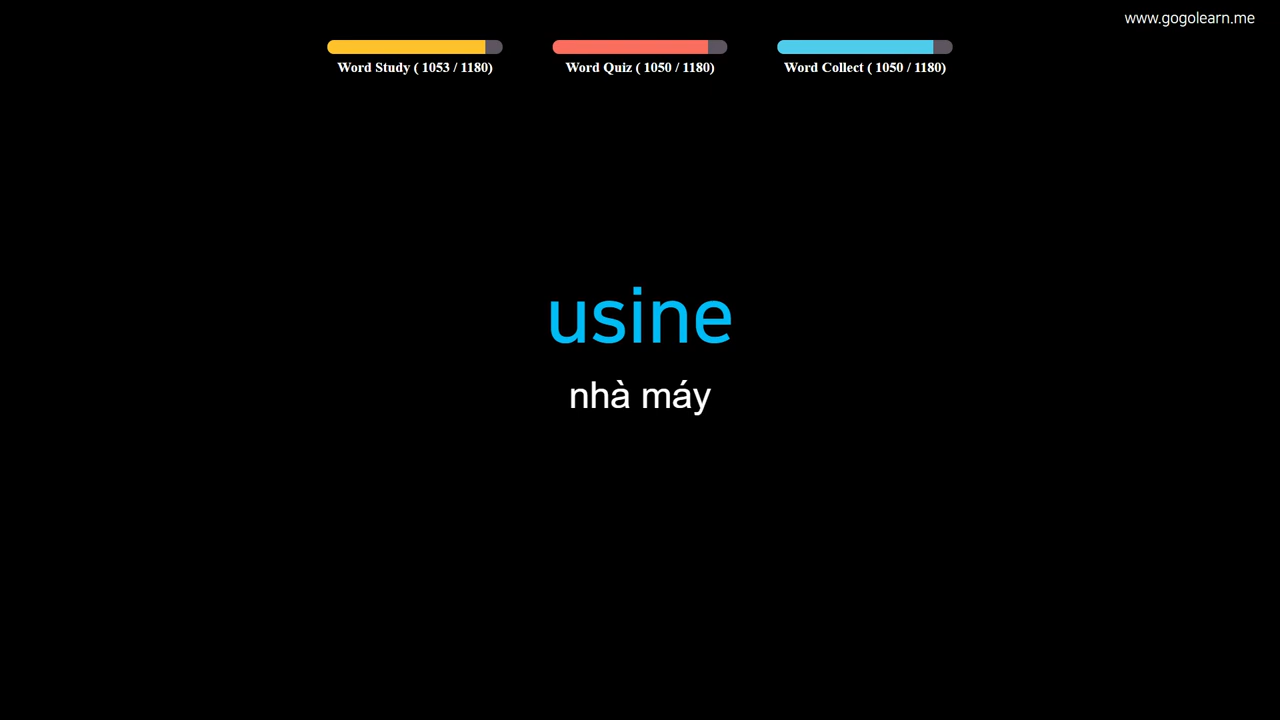 www.gogolearn.me
Word Study ( 1053 / 1180)
Word Quiz ( 1050 / 1180)
Word Collect ( 1050 / 1180)
usine
nhà máy